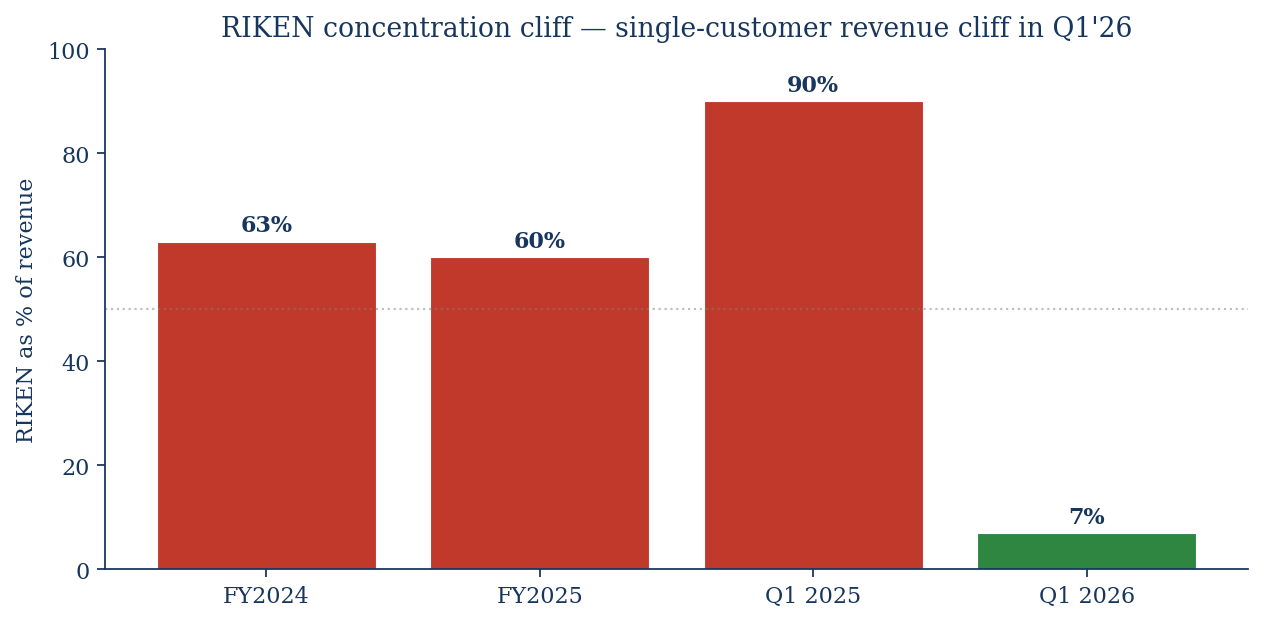 RIKEN concentration cliff — single-customer revenue cliff in Q1'26
RIKEN as % of revenue
100
80
60
40
20
0
63%
60%
90%
7%
FY2024
FY2025
Q1 2025
Q1 2026